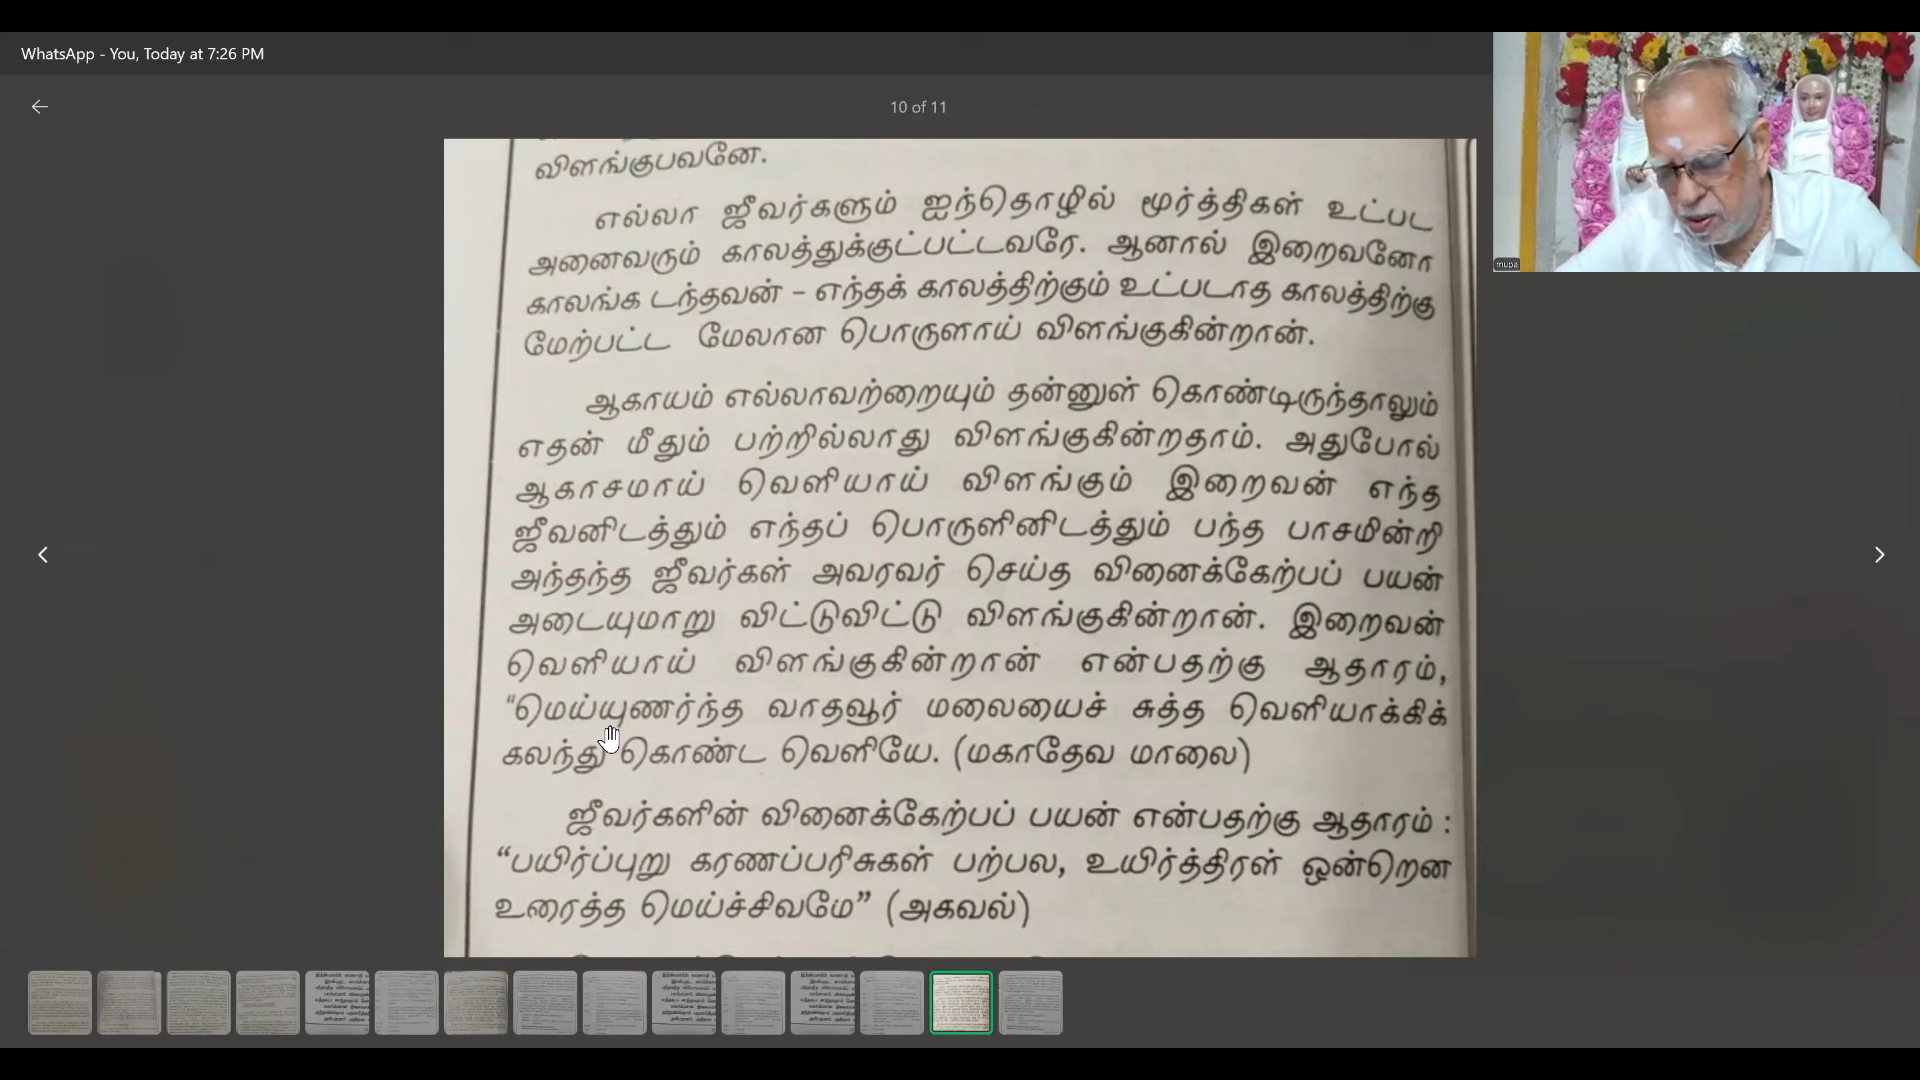 WhatsApp - You, Today at 7:26 PM
10 of 11
விளங்குபவனே.
எல்லா ஜீவர்களும் ஐந்தொழில் மூர்த்திகள் உட்பட
அனைவரும் காலத்துக்குட்பட்டவரே. ஆனால் இறைவனோ
காலங்க டந்தவன் – எந்தக் காலத்திற்கும் உட்படாத காலத்திற்கு
மேற்பட்ட மேலான பொருளாய் விளங்குகின்றான்.
ஆகாயம் எல்லாவற்றையும் தன்னுள் கொண்டிருந்தாலும்
எதன் மீதும் பற்றில்லாது விளங்குகின்றதாம். அதுபோல்
ஆகாசமாய் வெளியாய் விளங்கும் இறைவன் எந்த
ஜீவனிடத்தும் எந்தப் பொருளினிடத்தும் பந்த பாசமின்றி
அந்தந்த ஜீவர்கள் அவரவர் செய்த வினைக்கேற்பப் பயன்
அடையுமாறு விட்டுவிட்டு விளங்குகின்றான். இறைவன்
வெளியாய் விளங்குகின்றான் என்பதற்கு ஆதாரம்,
“மெய்யுணர்ந்த வாதவூர் மலையைச் சுத்த வெளியாக்கிக்
கலந்து கொண்ட வெளியே. (மகாதேவ மாலை)
ஜீவர்களின் வினைக்கேற்பப் பயன் என்பதற்கு ஆதாரம் :
“பயிர்ப்புறு கரணப்பரிசுகள் பற்பல, உயிர்த்திரள் ஒன்றென
உரைத்த மெய்ச்சிவமே” (அகவல்)
mupa